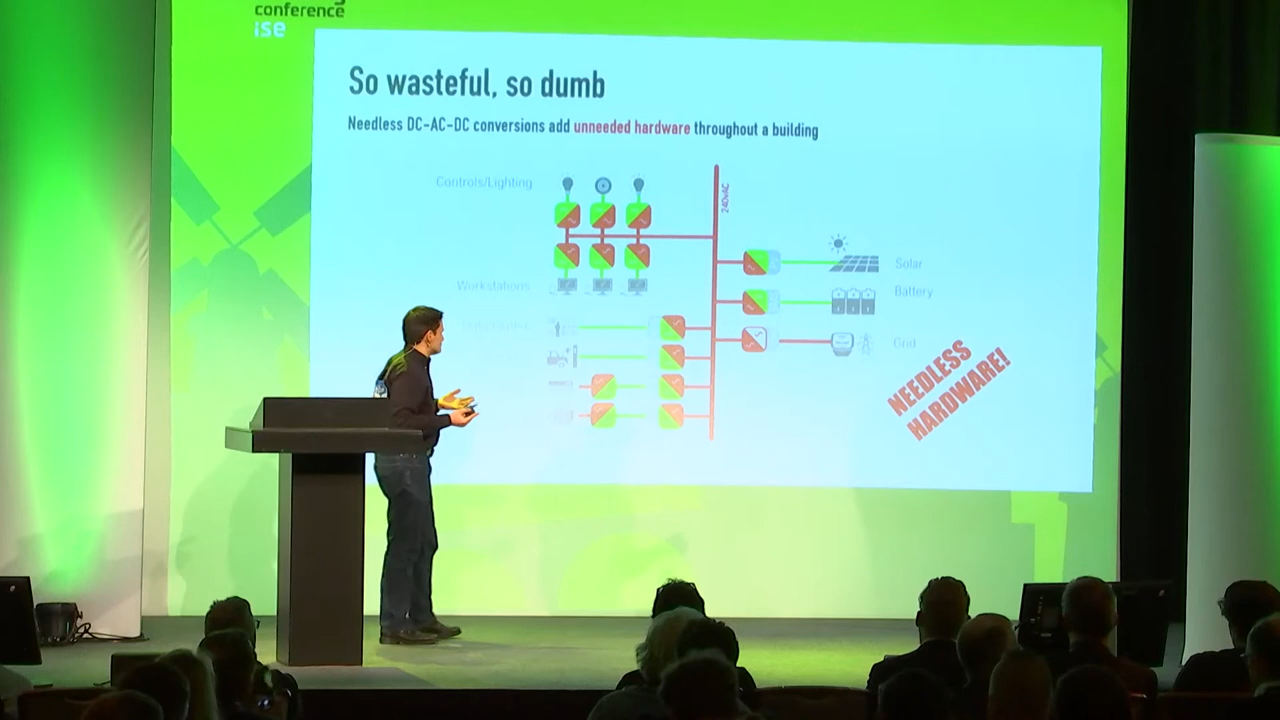 conference
ise
So wasteful, so dumb
Needless DC-AC-DC conversions add unneeded hardware throughout a building
Controls/Lighting
240vAC
Solar
Battery
Workstations
Grid
NEEDLESS
HARDWARE!